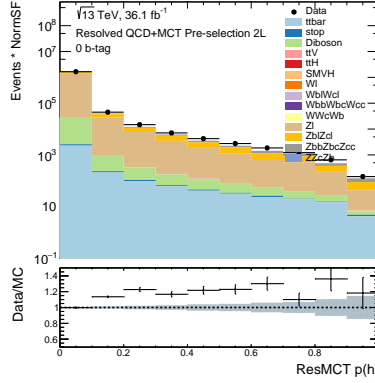 √13 TeV, 36.1 fb⁻¹
Resolved QCD+MCT Pre-selection 2L
0 b-tag
Events * NormSF
10⁸
10⁵
10³
10
10⁻¹
Data
ttbar
stop
Diboson
ttV
ttH
SMVH
Wl
WblWcl
WbbWbcWcc
WWcWb
Zl
ZblZcl
ZbbZbcZcc
ZZcZb
Data/MC
1.4
1.2
1.0
0.8
0.6
0 0.2 0.4 0.6 0.8 1.0
ResMCT p(h